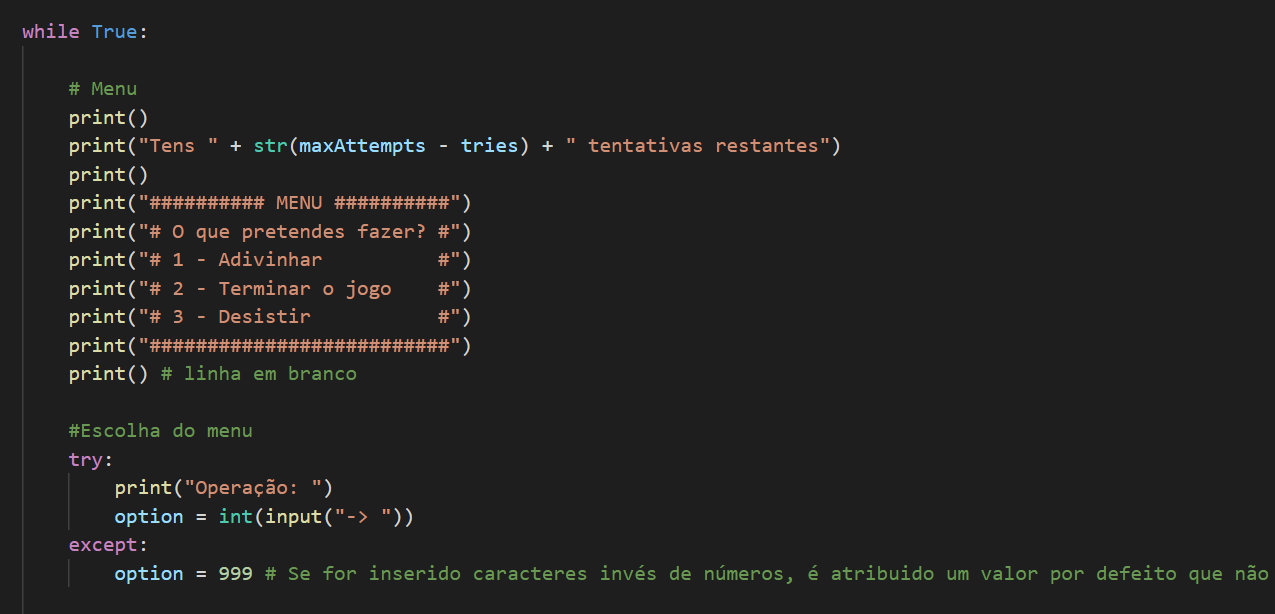 while True:
# Menu
print()
print("Tens " + str(maxAttempts - tries) + " tentativas restantes")
print()
print("########## MENU ##########")
print("# O que pretendes fazer? #")
print("# 1 - Adivinhar          #")
print("# 2 - Terminar o jogo    #")
print("# 3 - Desistir           #")
print("##########################")
print() # linha em branco
#Escolha do menu
try:
print("Operação: ")
option = int(input("-> "))
except:
option = 999 # Se for inserido caracteres invés de números, é atribuido um valor por defeito que não